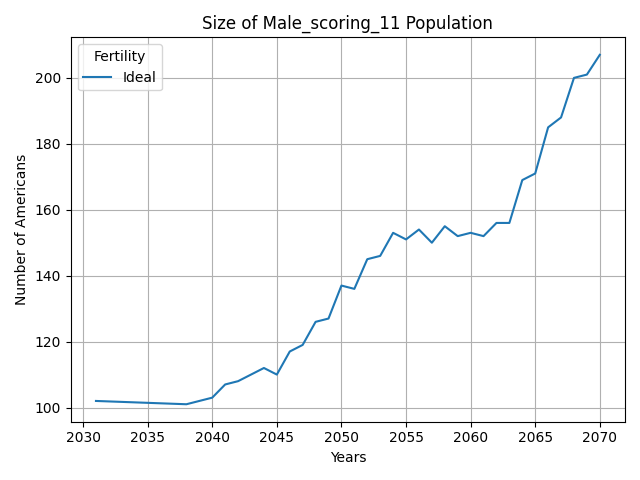 Size of Male_scoring_11 Population
Fertility
Ideal
Number of Americans
200
180
160
140
120
100
2030 2035 2040 2045 2050 2055 2060 2065 2070
Years